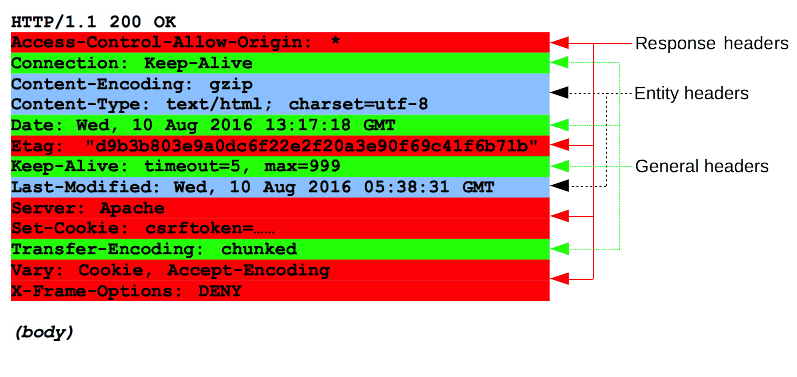 HTTP/1.1 200 OK
Access-Control-Allow-Origin: *
Connection: Keep-Alive
Content-Encoding: gzip
Content-Type: text/html; charset=utf-8
Date: Wed, 10 Aug 2016 13:17:18 GMT
Etag: "d9b3b803e9a0dc6f22e2f20a3e90f69c41f6b71b"
Keep-Alive: timeout=5, max=999
Last-Modified: Wed, 10 Aug 2016 05:38:31 GMT
Server: Apache
Set-Cookie: csrftoken=……
Transfer-Encoding: chunked
Vary: Cookie, Accept-Encoding
X-Frame-Options: DENY
(body)
Response headers
Entity headers
General headers